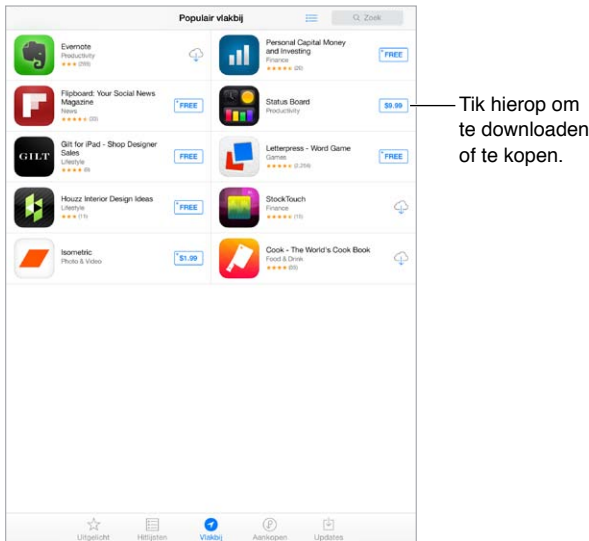 Populair vlakbij
Zoek
Evernote
Productivity
★★★ (293)
Flipboard: Your Social News
Magazine
News
FREE
GILT
Gilt for iPad - Shop Designer
Sales
Lifestyle
FREE
Houzz Interior Design Ideas
Lifestyle
FREE
Isometric
Photo & Video
$1.99
Personal Capital Money
and Investing
Finance
FREE
Status Board
Productivity
$9.99
Letterpress - Word Game
Games
FREE
StockTouch
Finance
Cook - The World's Cook Book
Food & Drink
Tik hierop om
te downloaden
of te kopen.
Uitgelicht
Hitlijsten
Vlakbij
Aankopen
Updates